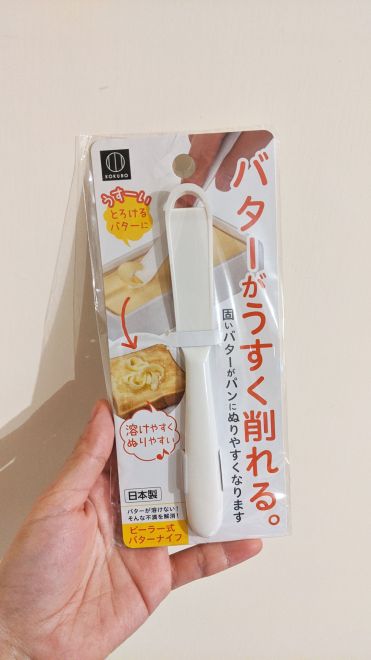 KOKUBO
うすーい
とろける
バターに
バターがうすく削れる。
固いバターがパンにぬりやすくなります
溶けやすく
ぬりやすい
日本製
バターが溶けない!
そんな不満を解消!
ピーラー式
バターナイフ